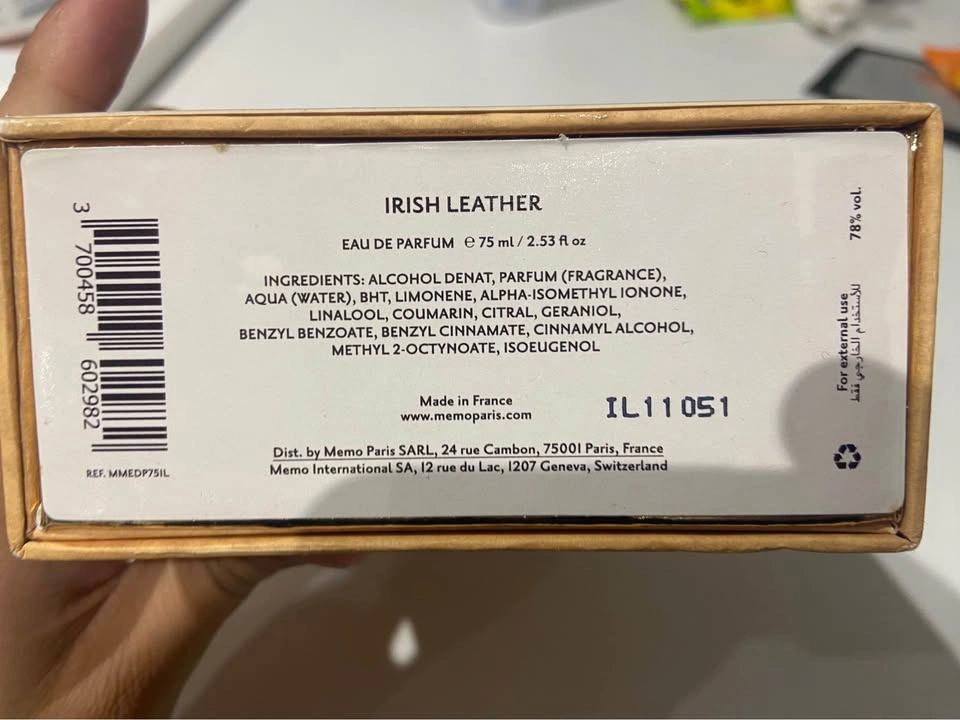 IRISH LEATHER
EAU DE PARFUM ℮ 75 ml / 2.53 fl oz
INGREDIENTS: ALCOHOL DENAT, PARFUM (FRAGRANCE),
AQUA (WATER), BHT, LIMONENE, ALPHA-ISOMETHYL IONONE,
LINALOOL, COUMARIN, CITRAL, GERANIOL,
BENZYL BENZOATE, BENZYL CINNAMATE, CINNAMYL ALCOHOL,
METHYL 2-OCTYNOATE, ISOEUGENOL
Made in France
www.memoparis.com
IL11051
Dist. by Memo Paris SARL, 24 rue Cambon, 75001 Paris, France
Memo International SA, 12 rue du Lac, 1207 Geneva, Switzerland
3 700458 602982
REF. MMEDP75IL
78% vol.
For external use
للأستخدام الخارجي فقط